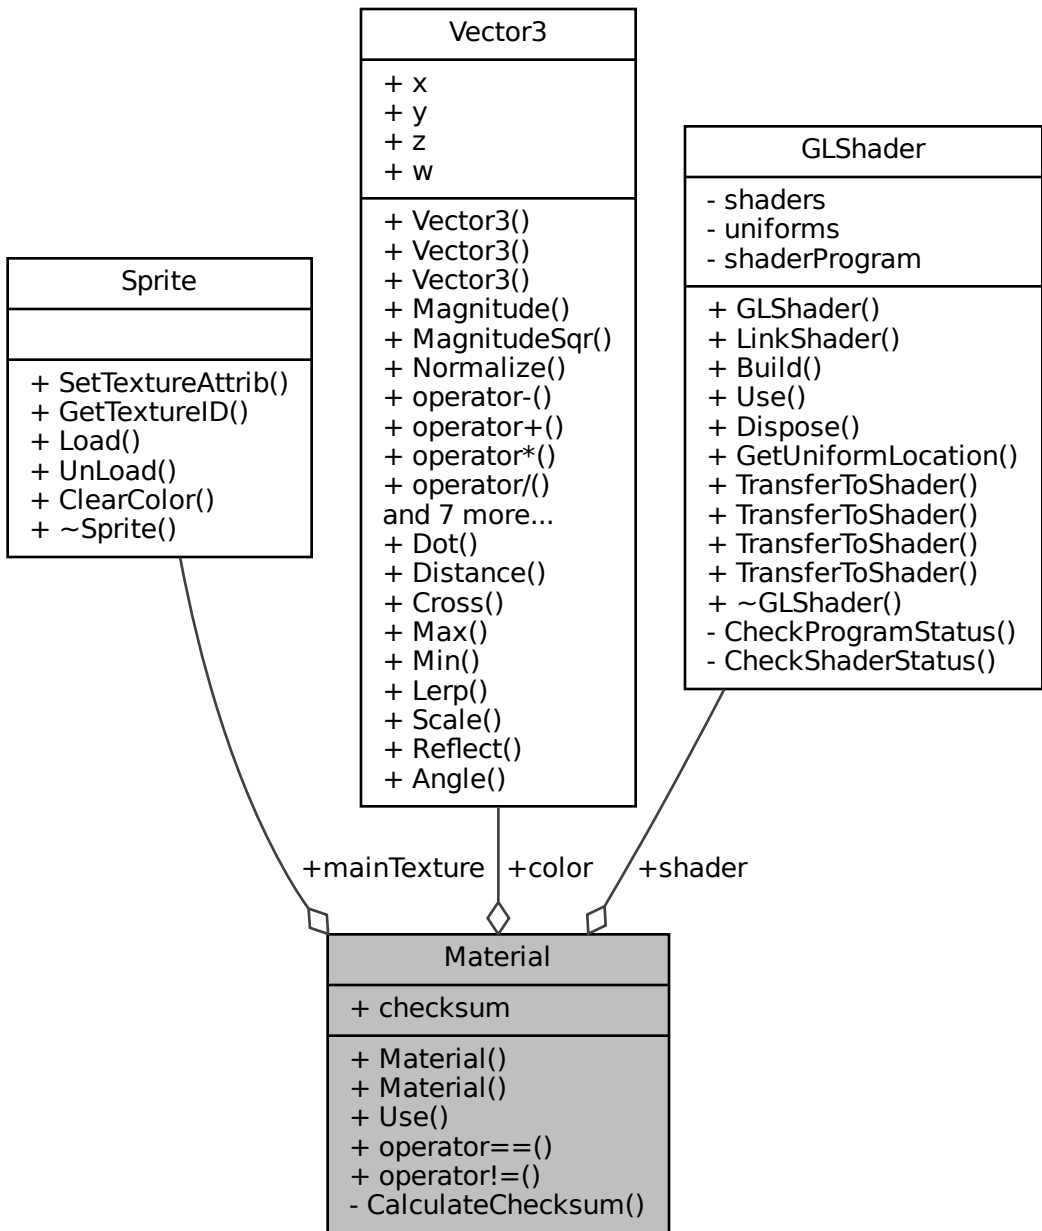 Vector3
+ x
+ y
+ z
+ w
+ Vector3()
+ Vector3()
+ Vector3()
+ Magnitude()
+ MagnitudeSqr()
+ Normalize()
+ operator-()
+ operator+()
+ operator*()
+ operator/()
and 7 more...
+ Dot()
+ Distance()
+ Cross()
+ Max()
+ Min()
+ Lerp()
+ Scale()
+ Reflect()
+ Angle()
GLShader
- shaders
- uniforms
- shaderProgram
+ GLShader()
+ LinkShader()
+ Build()
+ Use()
+ Dispose()
+ GetUniformLocation()
+ TransferToShader()
+ TransferToShader()
+ TransferToShader()
+ TransferToShader()
+ ~GLShader()
- CheckProgramStatus()
- CheckShaderStatus()
Sprite
+ SetTextureAttrib()
+ GetTextureID()
+ Load()
+ UnLoad()
+ ClearColor()
+ ~Sprite()
+mainTexture
+color
+shader
Material
+ checksum
+ Material()
+ Material()
+ Use()
+ operator==()
+ operator!=()
- CalculateChecksum()